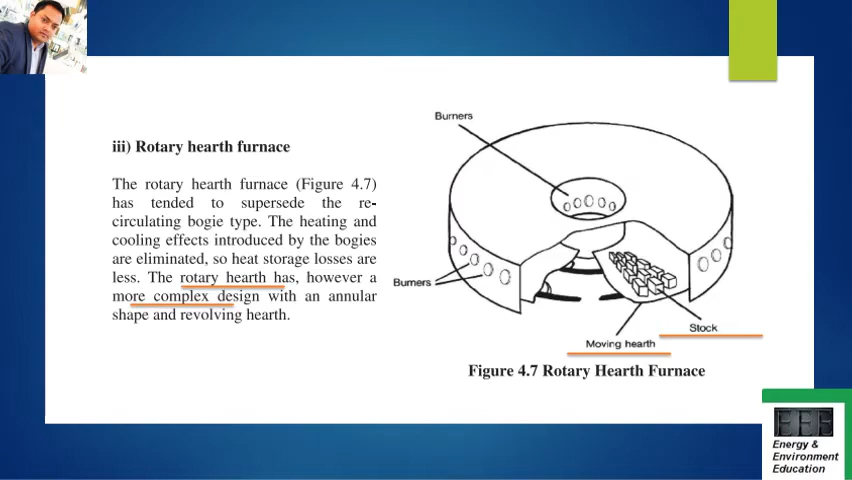 iii) Rotary hearth furnace
The rotary hearth furnace (Figure 4.7)
has tended to supersede the re-
circulating bogie type. The heating and
cooling effects introduced by the bogies
are eliminated, so heat storage losses are
less. The rotary hearth has, however a
more complex design with an annular
shape and revolving hearth.
Burners
Burners
Stock
Moving hearth
Figure 4.7 Rotary Hearth Furnace
EEE
Energy &
Environment
Education